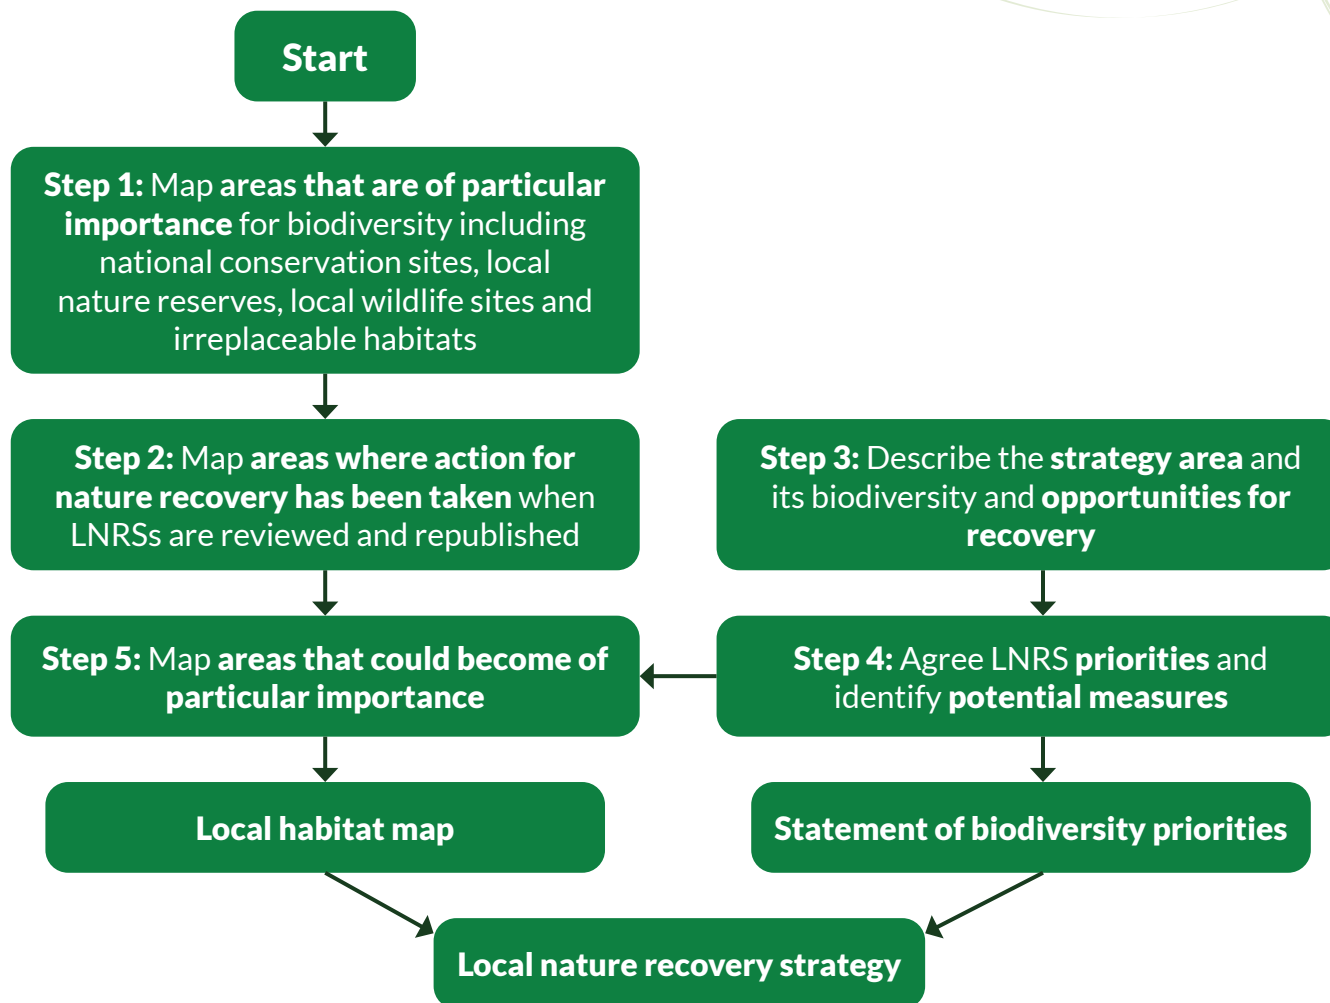 Start
Step 1: Map areas that are of particular
importance for biodiversity including
national conservation sites, local
nature reserves, local wildlife sites and
irreplaceable habitats
Step 2: Map areas where action for
nature recovery has been taken when
LNRSs are reviewed and republished
Step 3: Describe the strategy area and
its biodiversity and opportunities for
recovery
Step 5: Map areas that could become of
particular importance
Step 4: Agree LNRS priorities and
identify potential measures
Local habitat map
Statement of biodiversity priorities
Local nature recovery strategy